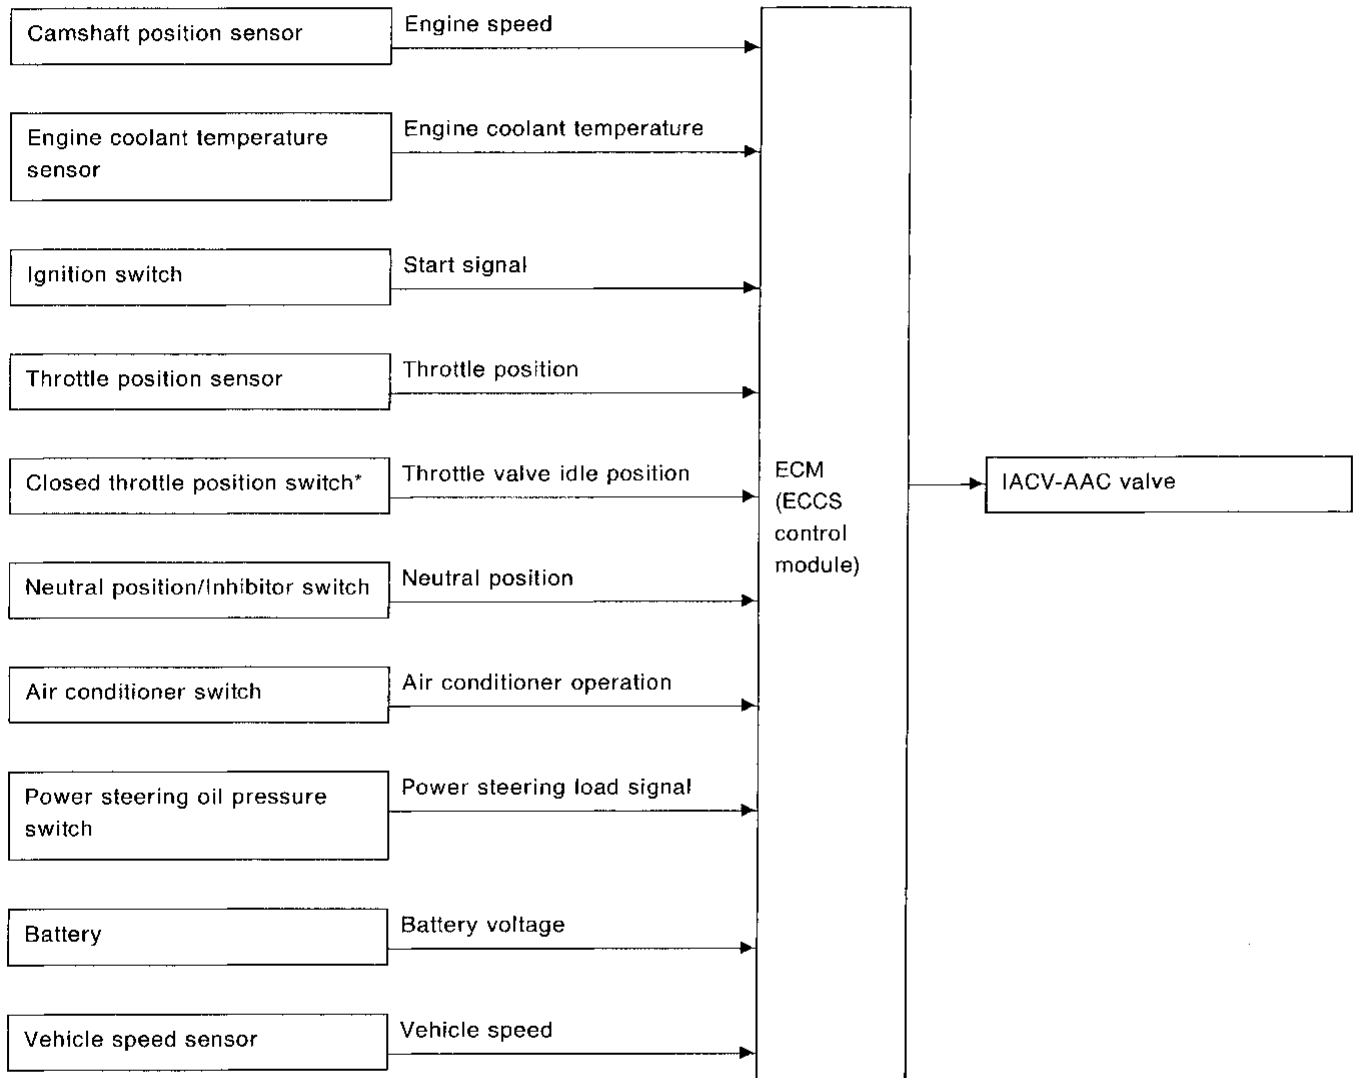 Camshaft position sensor
Engine speed
Engine coolant temperature
sensor
Engine coolant temperature
Ignition switch
Start signal
Throttle position sensor
Throttle position
Closed throttle position switch*
Throttle valve idle position
Neutral position/Inhibitor switch
Neutral position
Air conditioner switch
Air conditioner operation
Power steering oil pressure
switch
Power steering load signal
Battery
Battery voltage
Vehicle speed sensor
Vehicle speed
ECM
(ECCS
control
module)
IACV-AAC valve